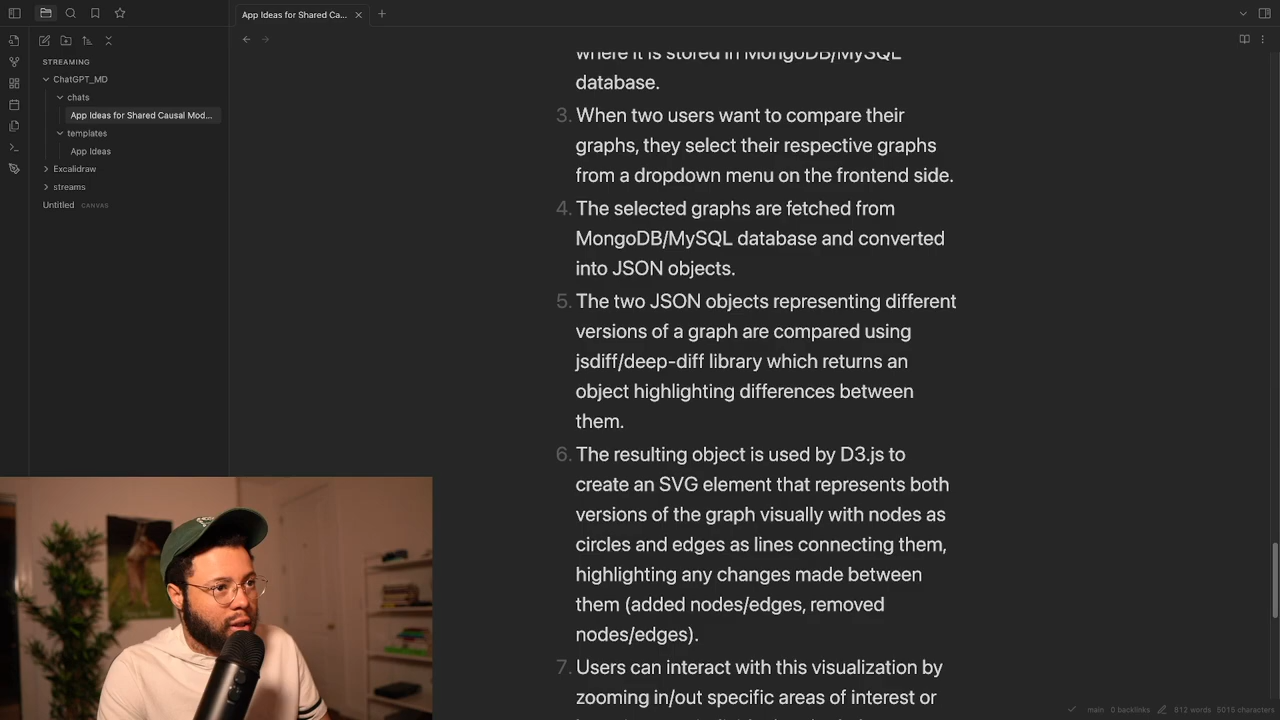 App Ideas for Shared Ca...
STREAMING
ChatGPT_MD
chats
App Ideas for Shared Causal Mod...
templates
App Ideas
Excalidraw
streams
Untitled CANVAS
where it is stored in MongoDB/MySQL
database.
3. When two users want to compare their
graphs, they select their respective graphs
from a dropdown menu on the frontend side.
4. The selected graphs are fetched from
MongoDB/MySQL database and converted
into JSON objects.
5. The two JSON objects representing different
versions of a graph are compared using
jsdiff/deep-diff library which returns an
object highlighting differences between
them.
6. The resulting object is used by D3.js to
create an SVG element that represents both
versions of the graph visually with nodes as
circles and edges as lines connecting them,
highlighting any changes made between
them (added nodes/edges, removed
nodes/edges).
7. Users can interact with this visualization by
zooming in/out specific areas of interest or
main 0 backlinks 812 words 5015 characters